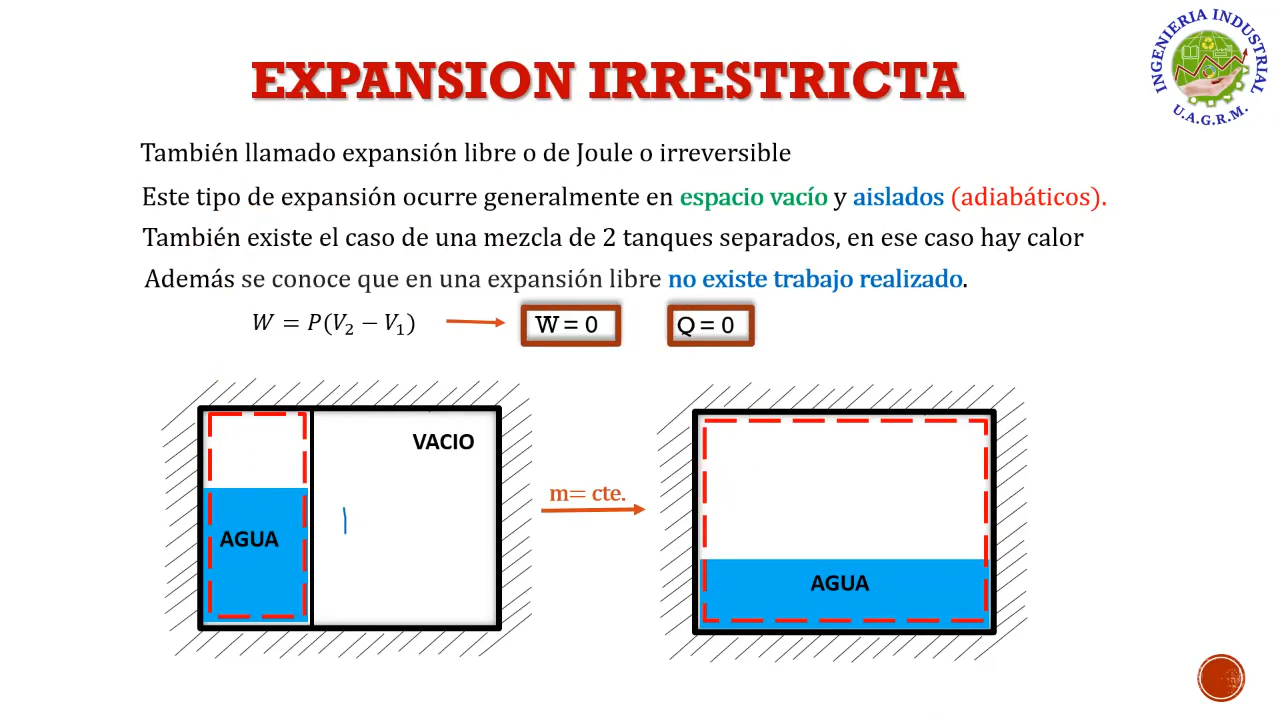 INGENIERIA INDUSTRIAL
U.A.G.R.M.
EXPANSION IRRESTRICTA
También llamado expansión libre o de Joule o irreversible
Este tipo de expansión ocurre generalmente en espacio vacío y aislados (adiabáticos).
También existe el caso de una mezcla de 2 tanques separados, en ese caso hay calor
Además se conoce que en una expansión libre no existe trabajo realizado.
W = P(V₂ − V₁) W = 0 Q = 0
VACIO
AGUA
m= cte.
AGUA